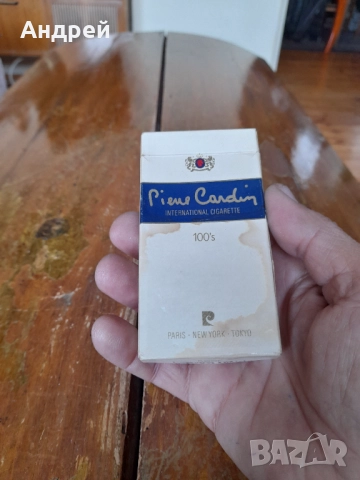 Андрей
Pierre Cardin
INTERNATIONAL CIGARETTE
100's
PARIS - NEW YORK - TOKYO
BAZAR